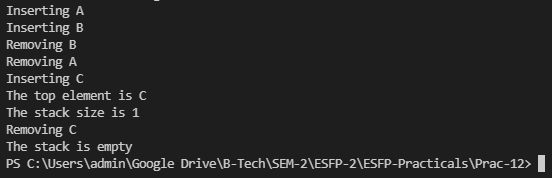 Inserting A
Inserting B
Removing B
Removing A
Inserting C
The top element is C
The stack size is 1
Removing C
The stack is empty
PS C:\Users\admin\Google Drive\B-Tech\SEM-2\ESFP-2\ESFP-Practicals\Prac-12>